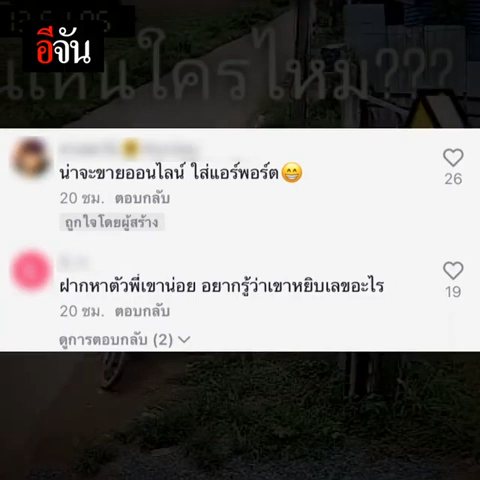 อีจัน
นแทนใครไหม???
น่าจะขายออนไลน์ ใส่แอร์พอร์ต😁
20 ชม. ตอบกลับ
26
ถูกใจโดยผู้สร้าง
ฝากหาตัวพี่เขาน่อย อยากรู้ว่าเขาหยิบเลขอะไร
20 ชม. ตอบกลับ
19
ดูการตอบกลับ (2)